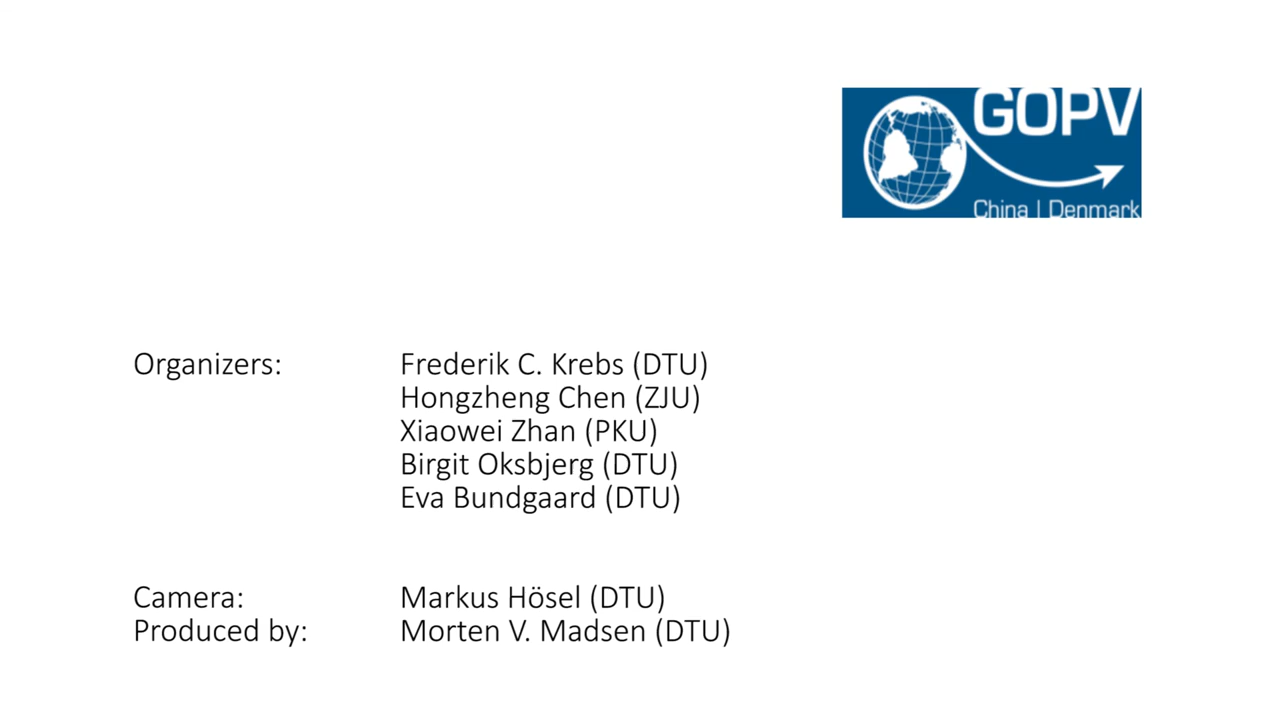 GOPV
China | Denmark
Organizers: Frederik C. Krebs (DTU)
Hongzheng Chen (ZJU)
Xiaowei Zhan (PKU)
Birgit Oksbjerg (DTU)
Eva Bundgaard (DTU)
Camera: Markus Hösel (DTU)
Produced by: Morten V. Madsen (DTU)